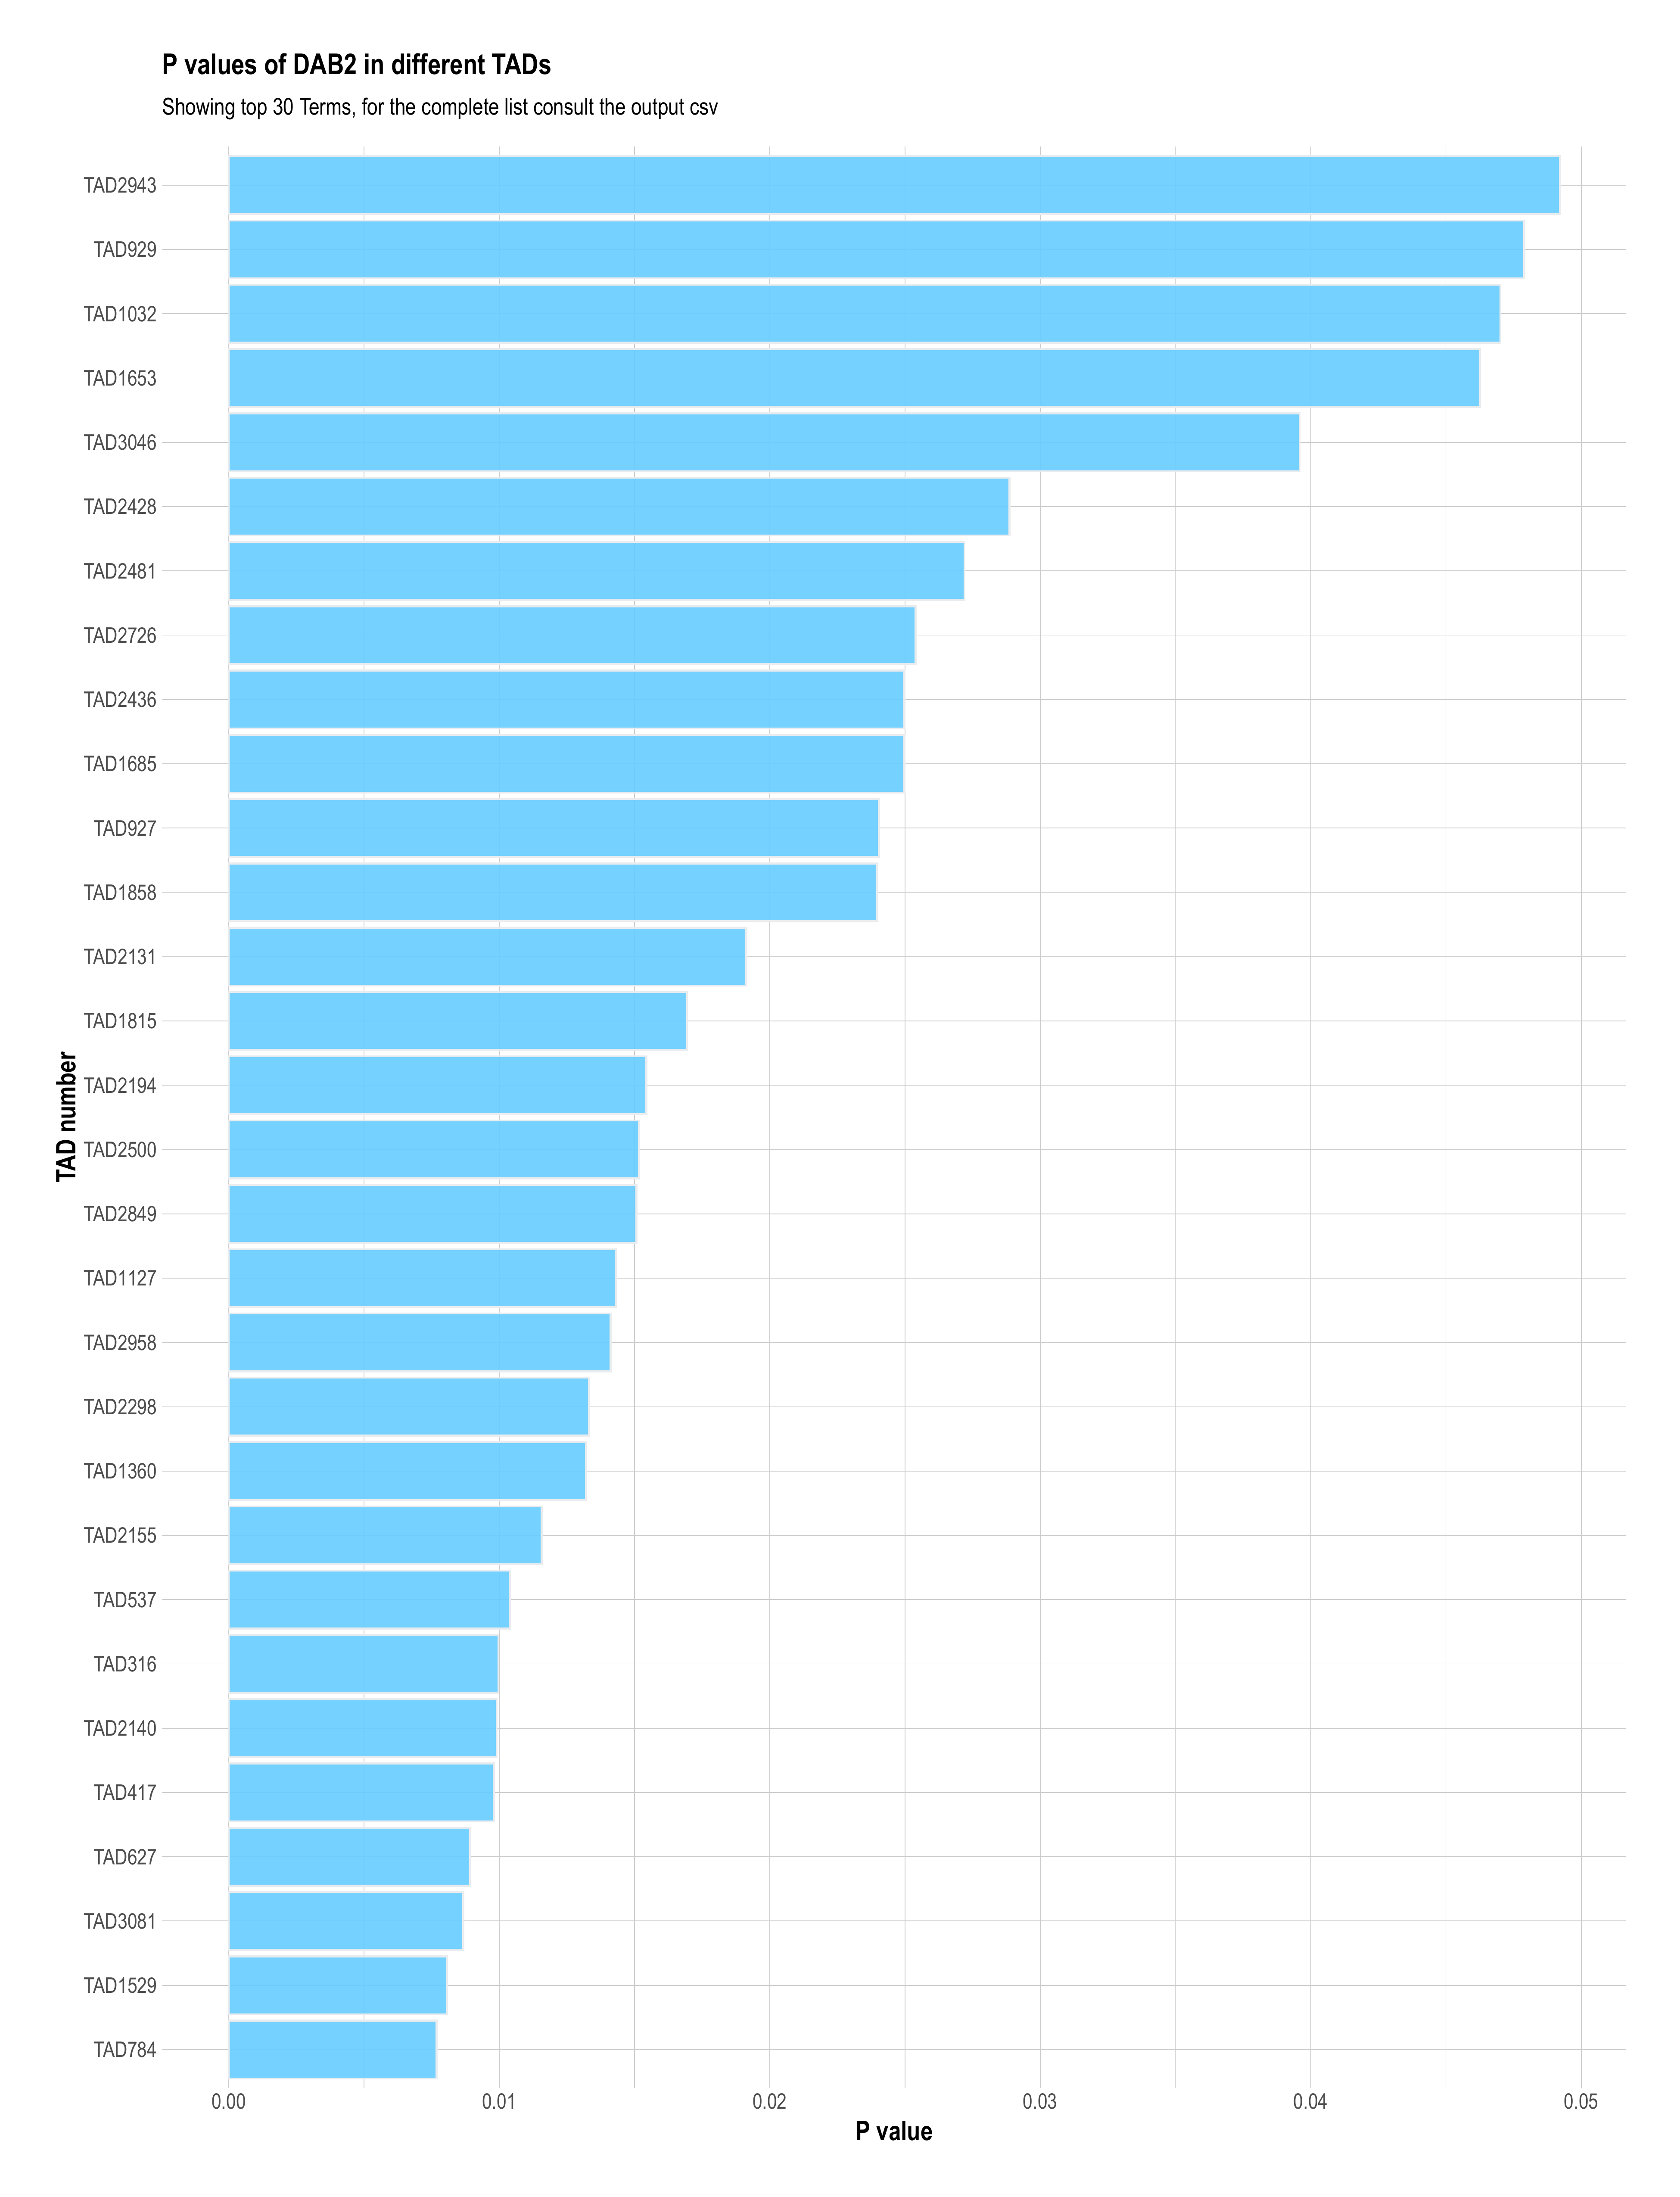 P values of DAB2 in different TADs
Showing top 30 Terms, for the complete list consult the output csv
TAD number
TAD2943
TAD929
TAD1032
TAD1653
TAD3046
TAD2428
TAD2481
TAD2726
TAD2436
TAD1685
TAD927
TAD1858
TAD2131
TAD1815
TAD2194
TAD2500
TAD2849
TAD1127
TAD2958
TAD2298
TAD1360
TAD2155
TAD537
TAD316
TAD2140
TAD417
TAD627
TAD3081
TAD1529
TAD784
0.00 0.01 0.02 0.03 0.04 0.05
P value